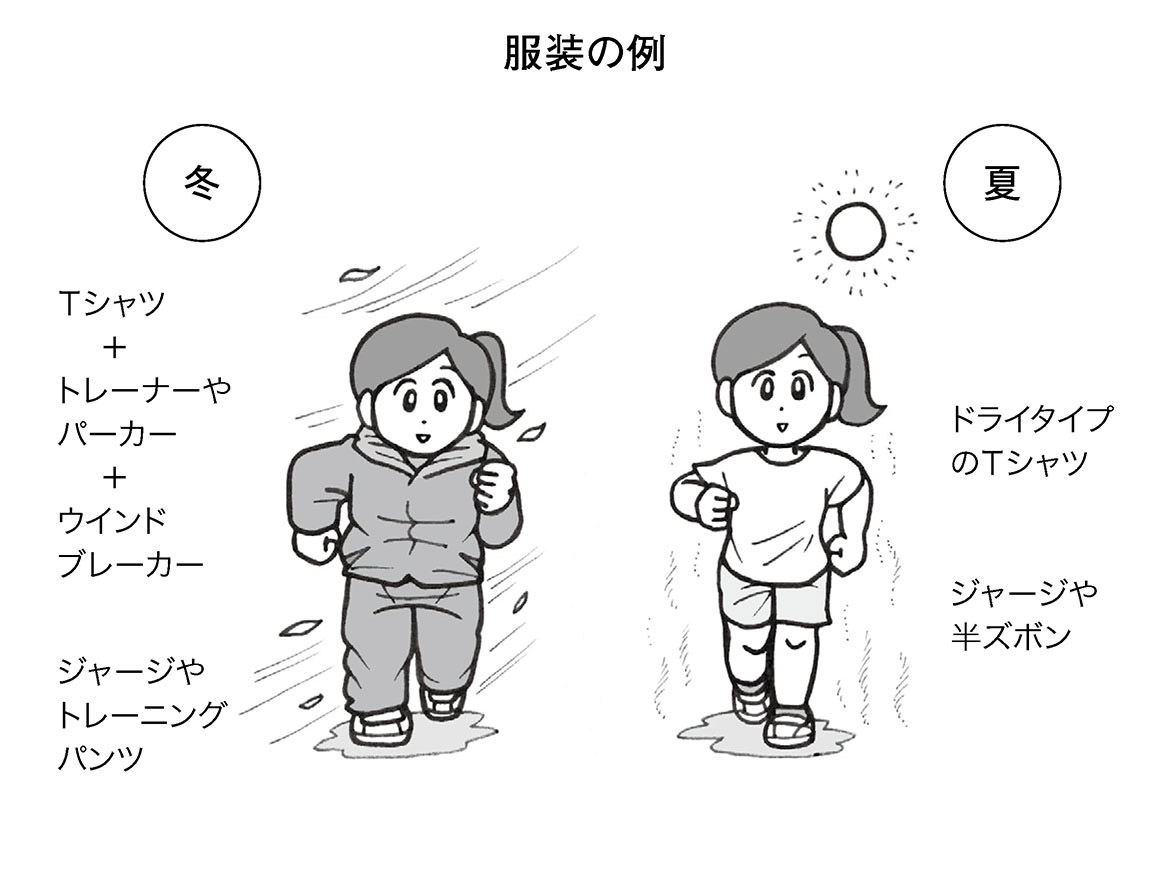 服装の例
冬
Tシャツ
＋
トレーナーや
パーカー
＋
ウインド
ブレーカー
ジャージや
トレーニング
パンツ
夏
ドライタイプ
のTシャツ
ジャージや
半ズボン